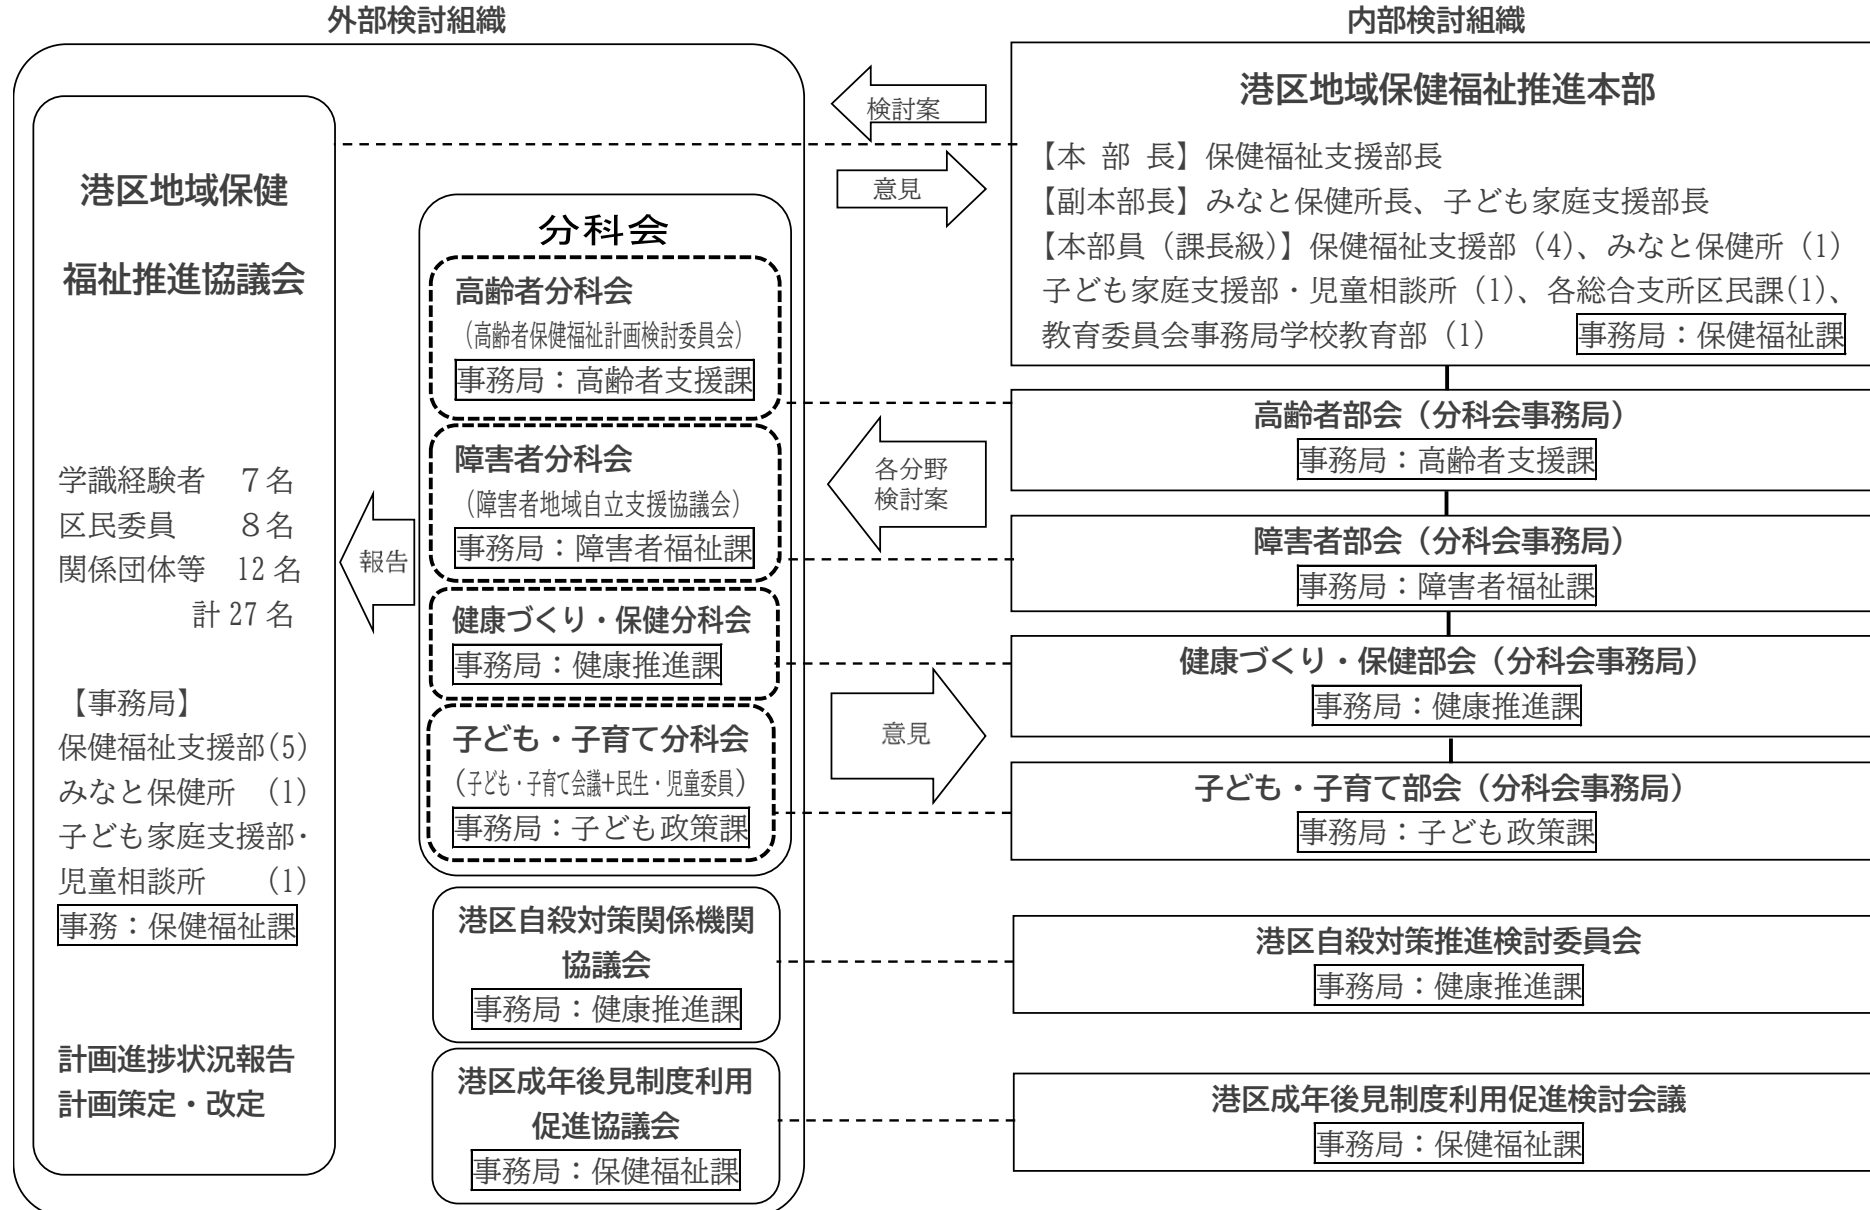 外部検討組織
港区地域保健
福祉推進協議会
学識経験者　７名
区民委員　　８名
関係団体等　12名
計27名
【事務局】
保健福祉支援部(5)
みなと保健所　(1)
子ども家庭支援部・
児童相談所　　(1)
事務：保健福祉課
計画進捗状況報告
計画策定・改定
報告
分科会
高齢者分科会
（高齢者保健福祉計画検討委員会）
事務局：高齢者支援課
障害者分科会
（障害者地域自立支援協議会）
事務局：障害者福祉課
健康づくり・保健分科会
事務局：健康推進課
子ども・子育て分科会
（子ども・子育て会議+民生・児童委員）
事務局：子ども政策課
港区自殺対策関係機関
協議会
事務局：健康推進課
港区成年後見制度利用
促進協議会
事務局：保健福祉課
検討案
意見
各分野
検討案
意見
内部検討組織
港区地域保健福祉推進本部
【本 部 長】保健福祉支援部長
【副本部長】みなと保健所長、子ども家庭支援部長
【本部員（課長級)】保健福祉支援部（4）、みなと保健所（1）
子ども家庭支援部・児童相談所（1）、各総合支所区民課(1)、
教育委員会事務局学校教育部（1）　事務局：保健福祉課
高齢者部会（分科会事務局）
事務局：高齢者支援課
障害者部会（分科会事務局）
事務局：障害者福祉課
健康づくり・保健部会（分科会事務局）
事務局：健康推進課
子ども・子育て部会（分科会事務局）
事務局：子ども政策課
港区自殺対策推進検討委員会
事務局：健康推進課
港区成年後見制度利用促進検討会議
事務局：保健福祉課